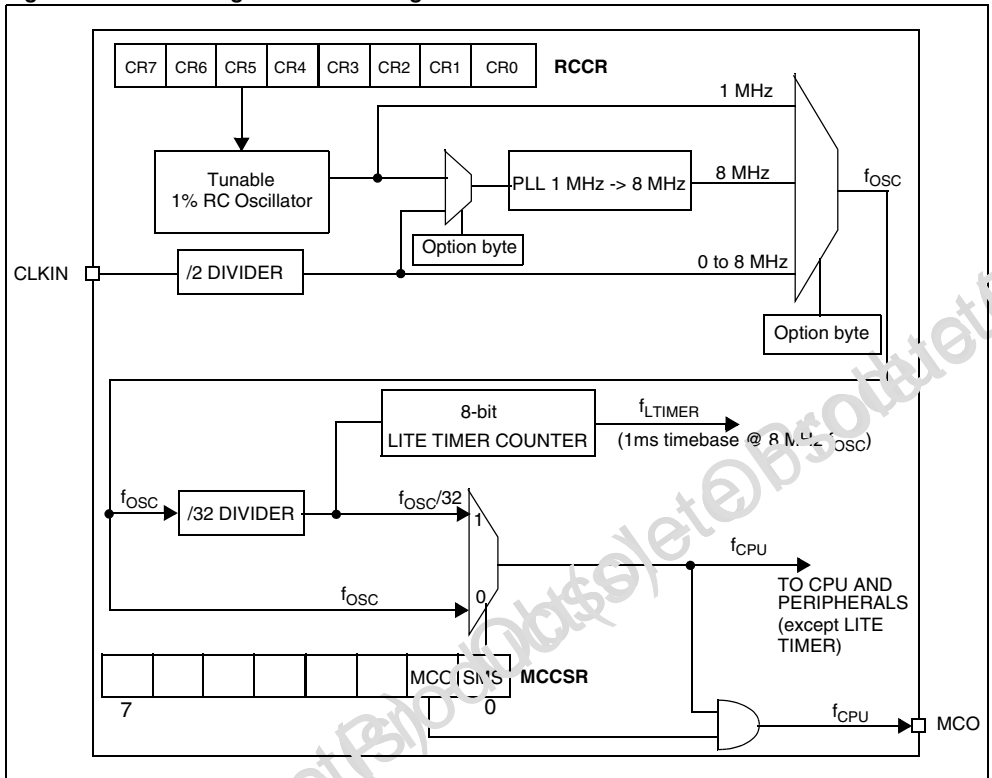 CR7 CR6 CR5 CR4 CR3 CR2 CR1 CR0 RCCR
1 MHz
Tunable
1% RC Oscillator
PLL 1 MHz -> 8 MHz
8 MHz
fOSC
Option byte
CLKIN
/2 DIVIDER
0 to 8 MHz
Option byte
8-bit
LITE TIMER COUNTER
fLTIMER
(1ms timebase @ 8 MHz fOSC)
fOSC
/32 DIVIDER
fOSC/32
1
fCPU
TO CPU AND
PERIPHERALS
(except LITE
TIMER)
fOSC
0
MCO SMS MCCSR
7 0
fCPU
MCO